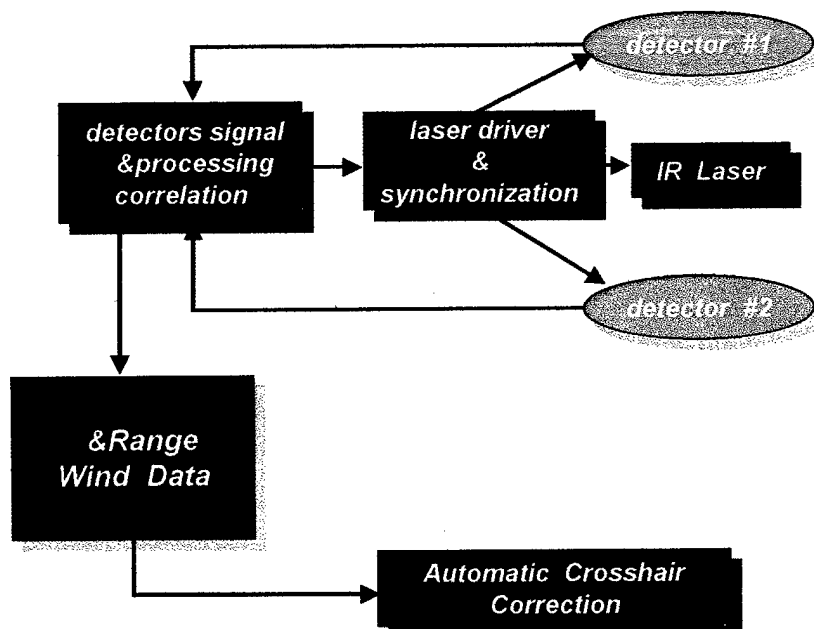 detector #1
detectors signal
&processing
correlation
laser driver
&
synchronization
IR Laser
detector #2
&Range
Wind Data
Automatic Crosshair
Correction